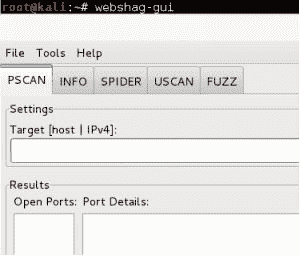 root@kali:~# webshag-gui
File Tools Help
PSCAN INFO SPIDER USCAN FUZZ
Settings
Target [host | IPv4]:
Results
Open Ports: Port Details: